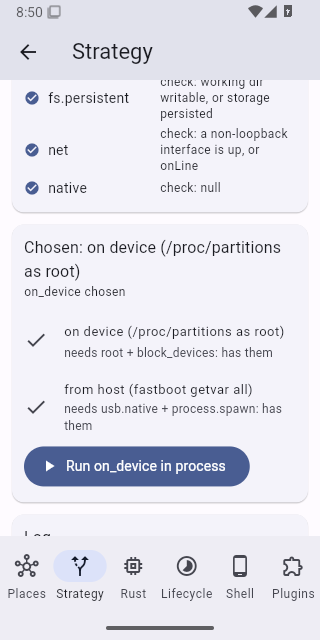 8:50
Strategy
check: working dir
fs.persistent
writable, or storage
persisted
check: a non-loopback
net
interface is up, or
onLine
native
check: null
Chosen: on device (/proc/partitions
as root)
on_device chosen
on device (/proc/partitions as root)
needs root + block_devices: has them
from host (fastboot getvar all)
needs usb.native + process.spawn: has
them
Run on_device in process
Log
Places Strategy Rust Lifecycle Shell Plugins